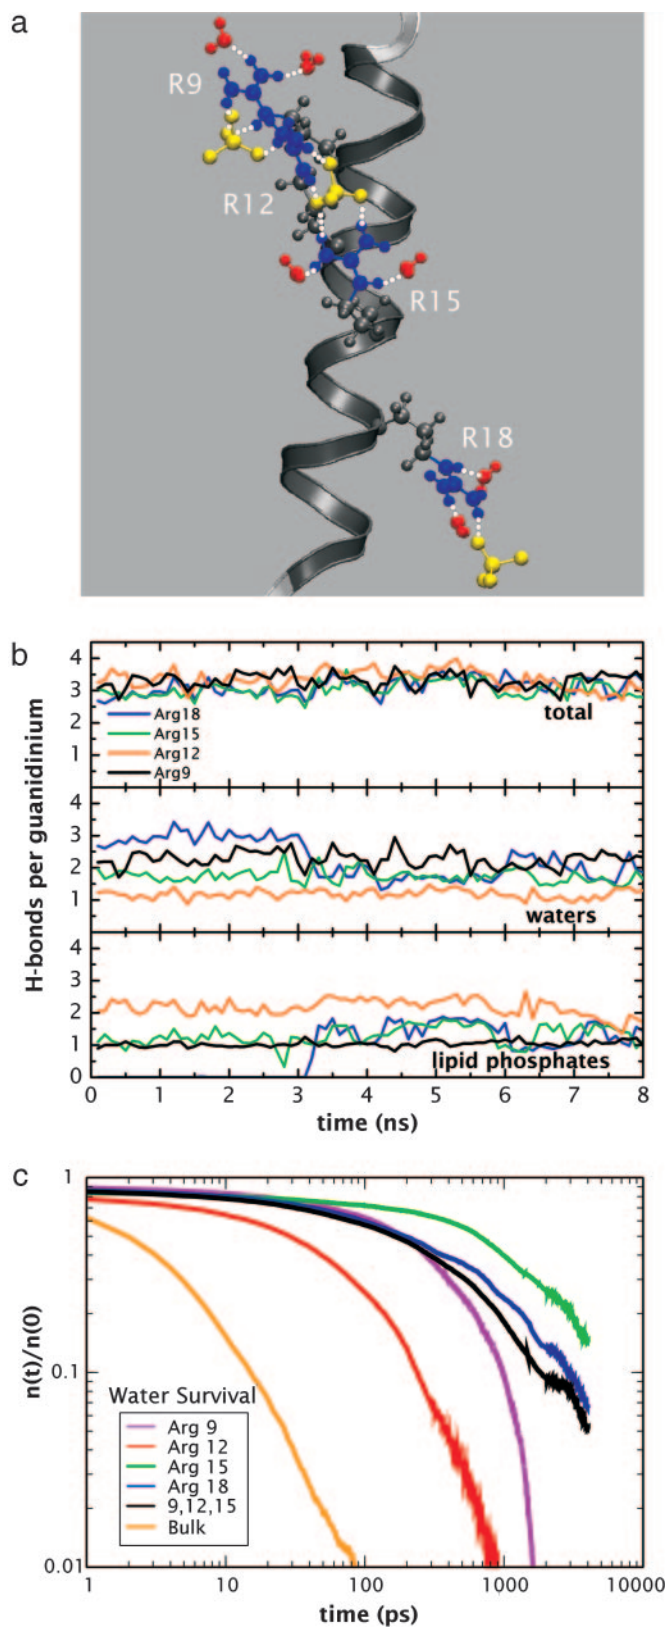 a
R9
R12
R15
R18
b
H-bonds per guanidinium
4
3
2
1
Arg18
Arg15
Arg12
Arg9
total
4
3
2
1
waters
4
3
2
1
0
lipid phosphates
0 1 2 3 4 5 6 7 8
time (ns)
c
n(t)/n(0)
1
0.1
0.01
Water Survival
Arg 9
Arg 12
Arg 15
Arg 18
9,12,15
Bulk
1 10 100 1000 10000
time (ps)